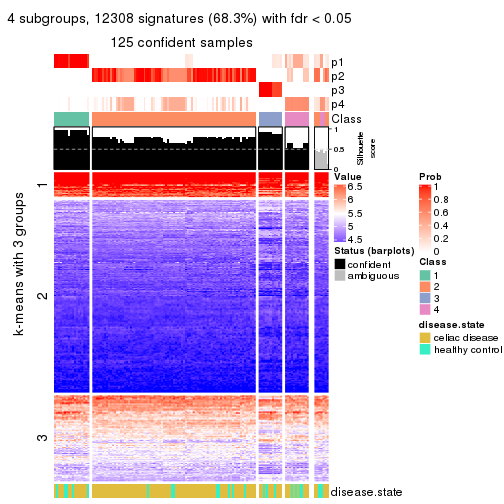 4 subgroups, 12308 signatures (68.3%) with fdr < 0.05
125 confident samples
p1
p2
p3
p4
Class
1
0.5
0
Silhouette
score
k-means with 3 groups
1
2
3
disease.state
Value
6.5
6
5.5
5
4.5
Status (barplots)
confident
ambiguous
Prob
1
0.8
0.6
0.4
0.2
0
Class
1
2
3
4
disease.state
celiac disease
healthy control